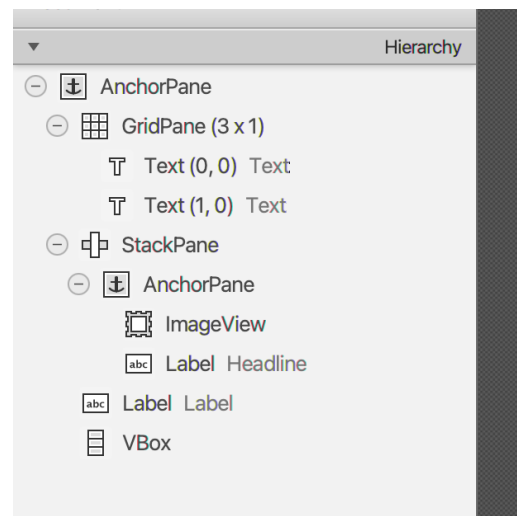 Hierarchy
AnchorPane
GridPane (3 x 1)
Text (0, 0) Text
Text (1, 0) Text
StackPane
AnchorPane
ImageView
abc Label Headline
abc Label Label
VBox